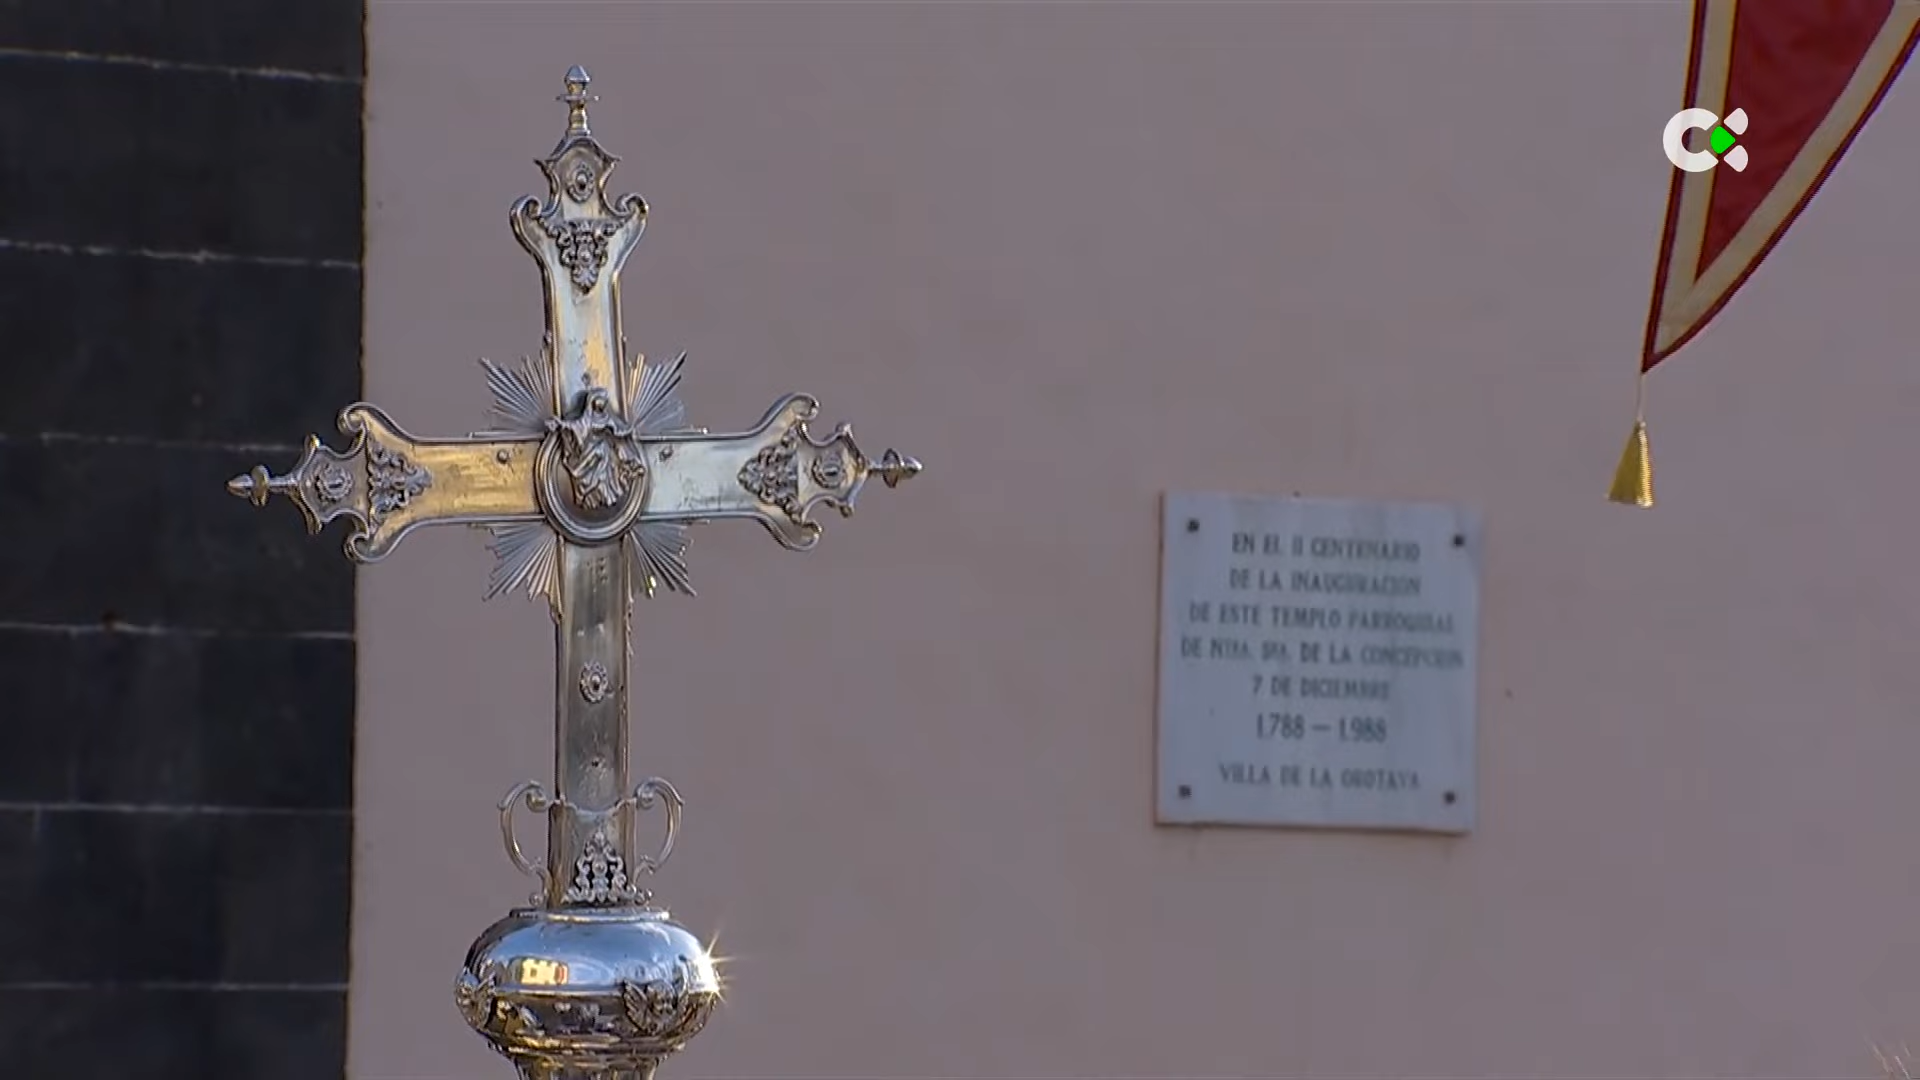 EN EL II CENTENARIO
DE LA INAUGURACION
DE ESTE TEMPLO PARROQUIAL
DE NTRA. SRA. DE LA CONCEPCION
7 DE DICIEMBRE
1788 - 1988
VILLA DE LA OROTAVA